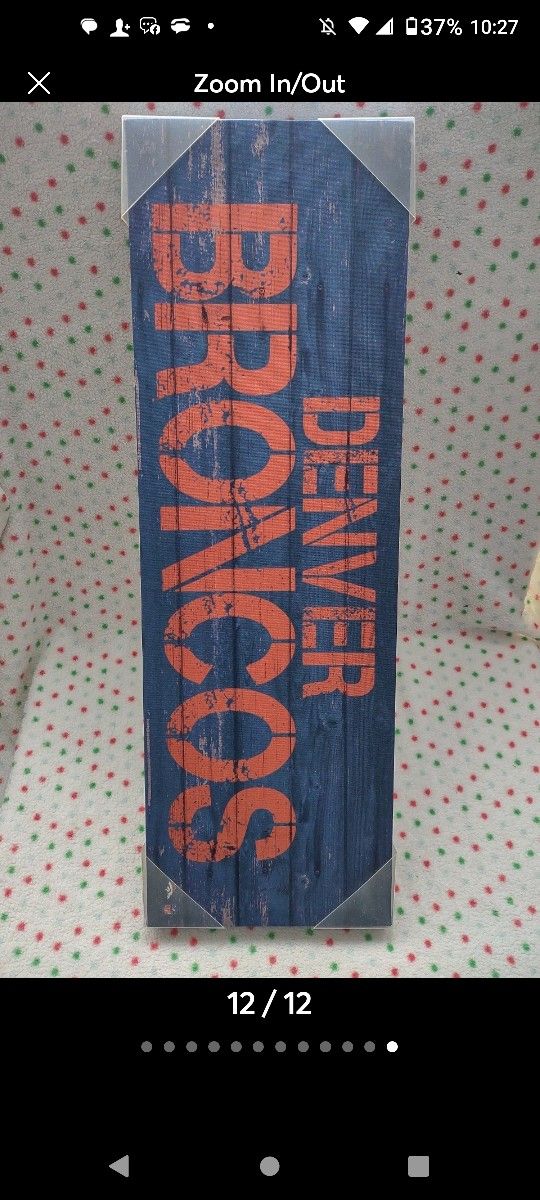 37% 10:27
Zoom In/Out
DENVER
BRONCOS
12 / 12